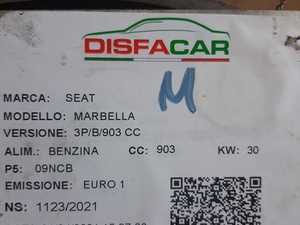 DISFACAR
M
MARCA: SEAT
MODELLO: MARBELLA
VERSIONE: 3P/B/903 CC
ALIM.: BENZINA CC: 903 KW: 30
P5: 09NCB
EMISSIONE: EURO 1
NS: 1123/2021